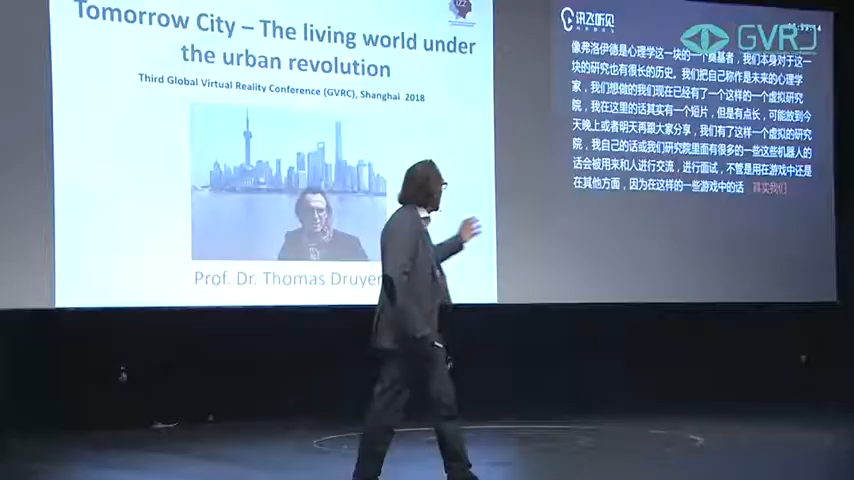 Tomorrow City – The living world under
the urban revolution
Third Global Virtual Reality Conference (GVRC), Shanghai 2018
Prof. Dr. Thomas Druyen
讯飞听见
GVRJ
像弗洛伊德是心理学这一块的一个奠基者，我们本身对于这一
块的研究也有很长的历史。我们把自己称作是未来的心理学
家，我们想做的我们现在已经有了一个这样的一个虚拟研究
院，我在这里的话其实有一个短片，但是有点长，可能放到今
天晚上或者明天再跟大家分享，我们有了这样一个虚拟的研究
院，我自己的话或我们研究院里面有很多的一些这些机器人的
话会被用来和人进行交流，进行面试，不管是用在游戏中还是
在其他方面，因为在这样的一些游戏中的话 其实我们